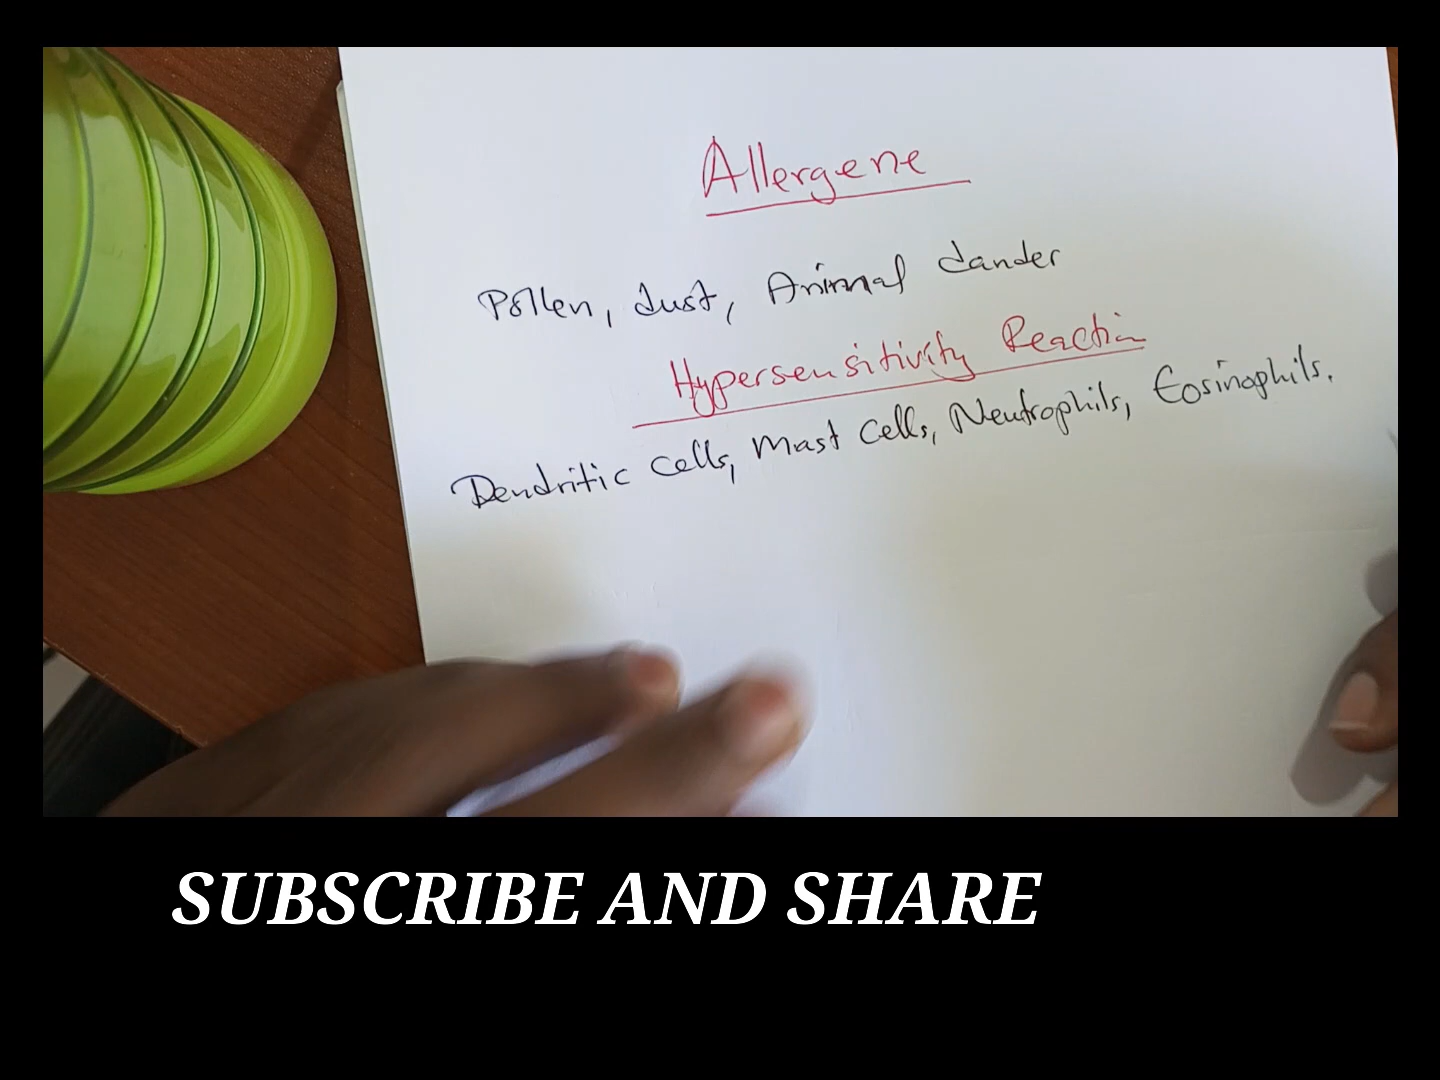 Allergene
Pollen, dust, Animal dander
Hypersensitivity Reaction
Dendritic cells, Mast Cells, Neutrophils, Eosinophils.
SUBSCRIBE AND SHARE